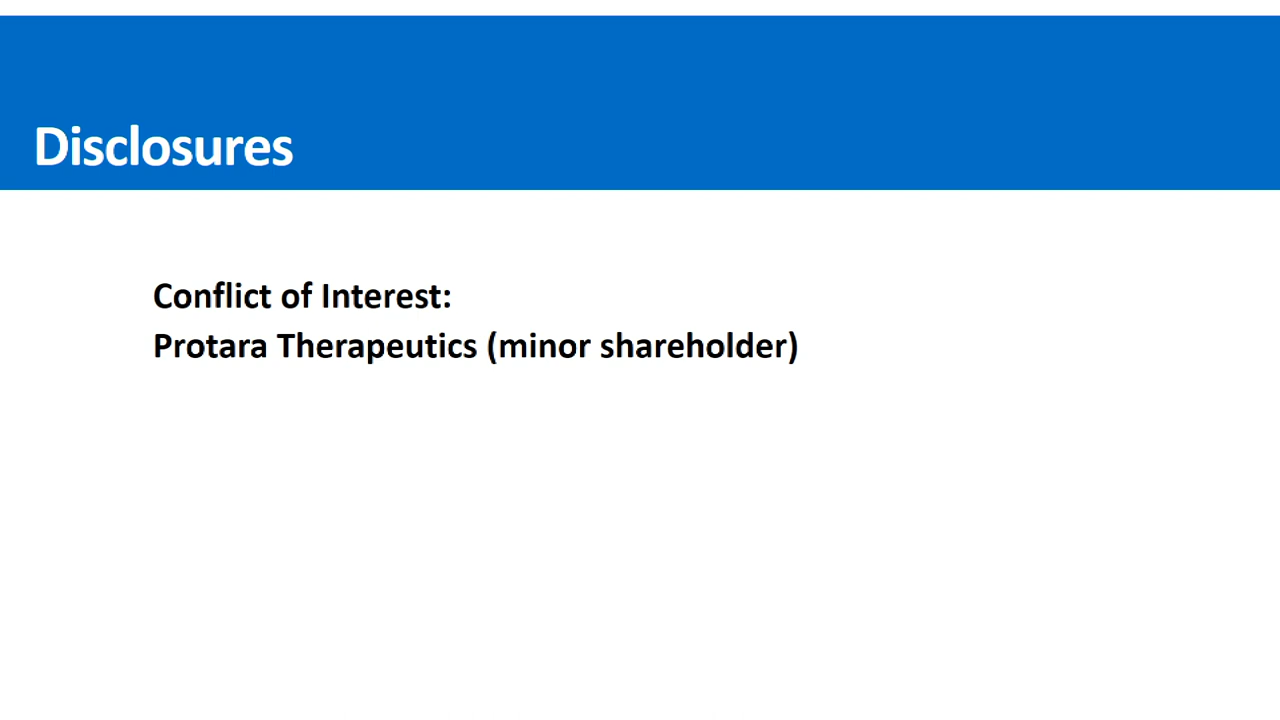 Disclosures
Conflict of Interest:
Protara Therapeutics (minor shareholder)